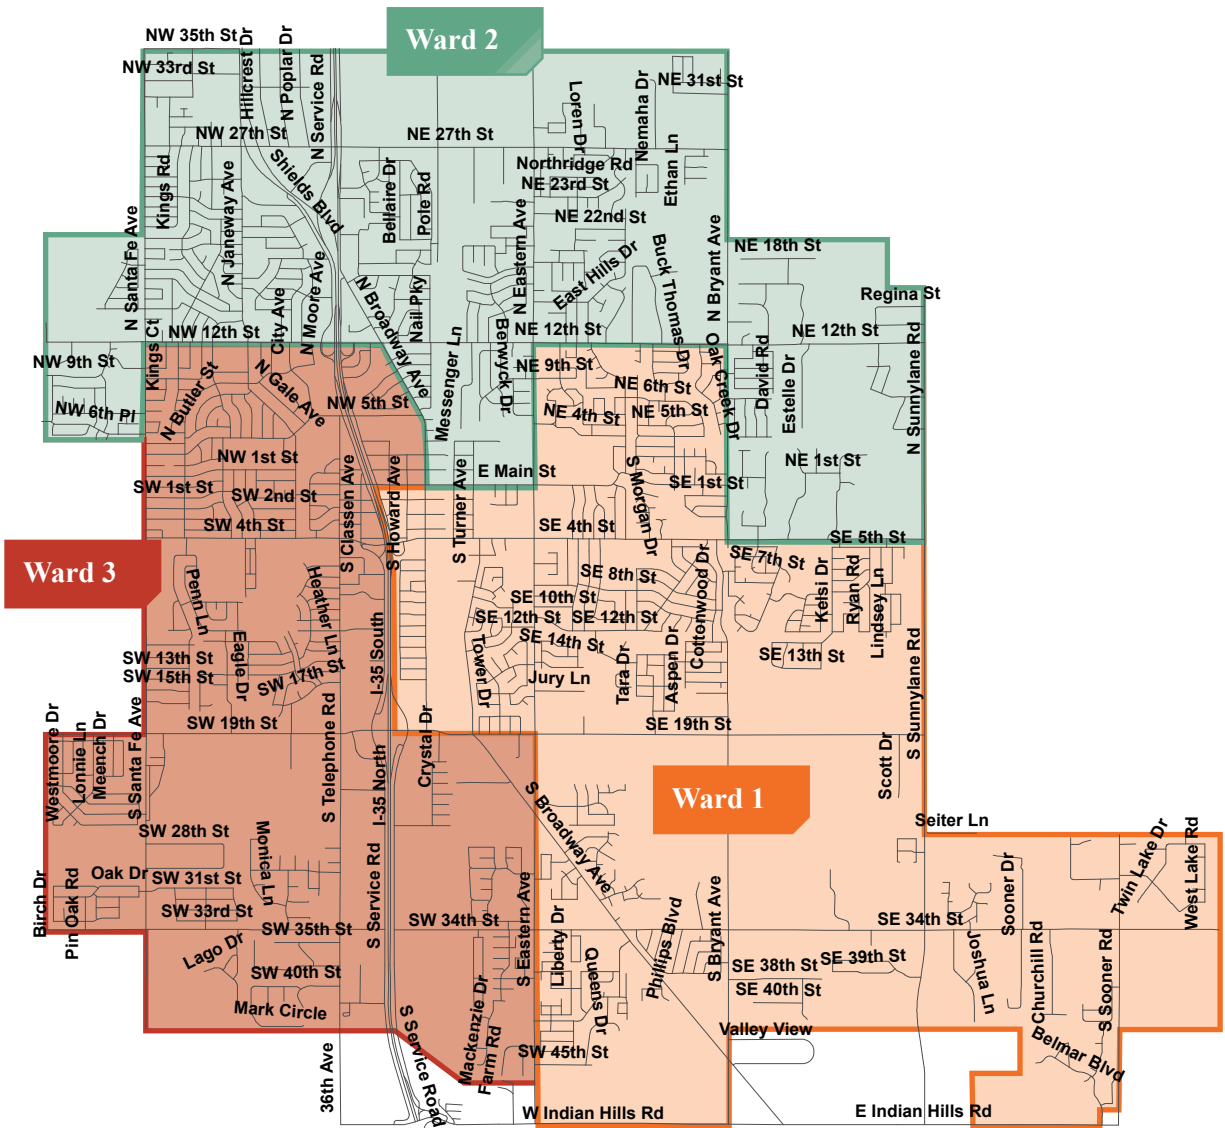 Ward 2
NW 35th St
Hillcrest Dr
N Poplar Dr
N Service Rd
NW 33rd St
Loren Dr
Nemaha Dr
NE 31st St
NW 27th St
NE 27th St
Shields Blvd
Northridge Rd
Ethan Ln
Kings Rd
N Janeway Ave
Bellaire Dr
Pole Rd
NE 23rd St
NE 22nd St
N Santa Fe Ave
N Eastern Ave
East Hills Dr
Buck Thomas Dr
N Bryant Ave
NE 18th St
Regina St
City Ave
N Moore Ave
N Broadway Ave
Nail Pky
NW 12th St
NE 12th St
NE 12th St
Kings Ct
Messenger Ln
Berwyck Dr
Oak Creek Dr
David Rd
Estelle Dr
N Sunnylane Rd
NW 9th St
NE 9th St
N Butler St
N Gale Ave
NE 6th St
NW 6th Pl
NW 5th St
NE 4th St
NE 5th St
NW 1st St
E Main St
NE 1st St
SW 1st St
SW 2nd St
S Classen Ave
S Howard Ave
S Turner Ave
S Morgan Dr
SE 1st St
SW 4th St
SE 4th St
SE 5th St
Ward 3
Penn Ln
Heather Ln
SE 8th St
Cottonwood Dr
SE 7th St
Kelsi Dr
Ryan Rd
Lindsey Ln
SE 10th St
SE 12th St
SE 12th St
SE 14th St
Eagle Dr
SW 13th St
SW 15th St
SW 17th St
I-35 South
Tower Dr
Jury Ln
Tara Dr
Aspen Dr
SE 13th St
S Sunnylane Rd
SW 19th St
SE 19th St
Westmoore Dr
Lonnie Ln
Meench Dr
S Santa Fe Ave
S Telephone Rd
I-35 North
Crystal Dr
Scott Dr
S Broadway Ave
Ward 1
SW 28th St
Seiter Ln
Monica Ln
Twin Lake Dr
West Lake Rd
Birch Dr
Pin Oak Rd
Oak Dr
SW 31st St
SW 33rd St
SW 35th St
S Service Rd
SW 34th St
S Eastern Ave
Liberty Dr
Queens Dr
Phillips Blvd
S Bryant Ave
SE 34th St
Sooner Dr
Lago Dr
SW 40th St
SE 38th St
SE 39th St
SE 40th St
Joshua Ln
Churchill Rd
S Sooner Rd
Mark Circle
Mackenzie Dr
Farm Rd
SW 45th St
Valley View
Belmar Blvd
36th Ave
S Service Road
W Indian Hills Rd
E Indian Hills Rd